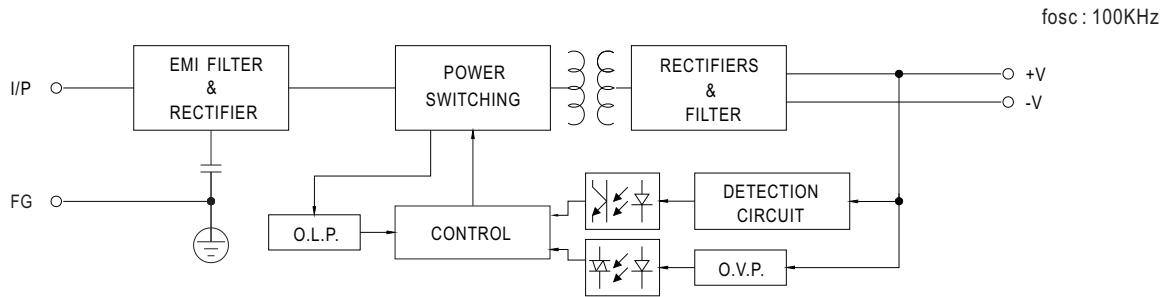 fosc : 100KHz
EMI FILTER
&
RECTIFIER
POWER
SWITCHING
RECTIFIERS
&
FILTER
I/P
+V
-V
FG
O.L.P.
CONTROL
DETECTION
CIRCUIT
O.V.P.